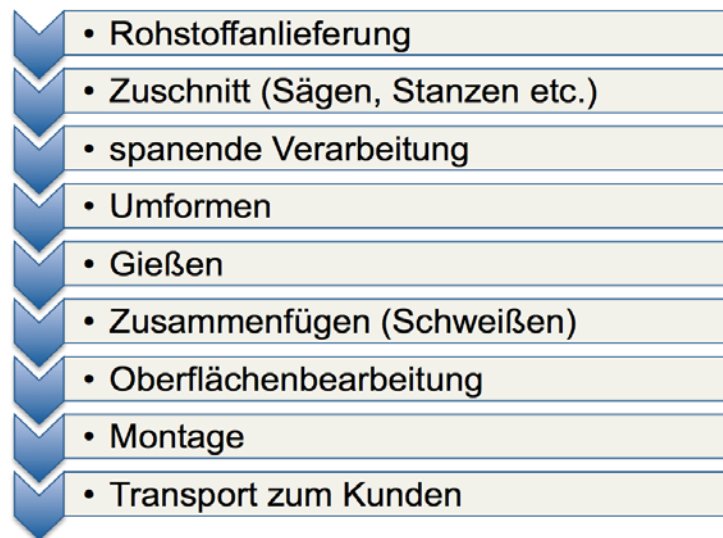 • Rohstoffanlieferung
• Zuschnitt (Sägen, Stanzen etc.)
• spanende Verarbeitung
• Umformen
• Gießen
• Zusammenfügen (Schweißen)
• Oberflächenbearbeitung
• Montage
• Transport zum Kunden